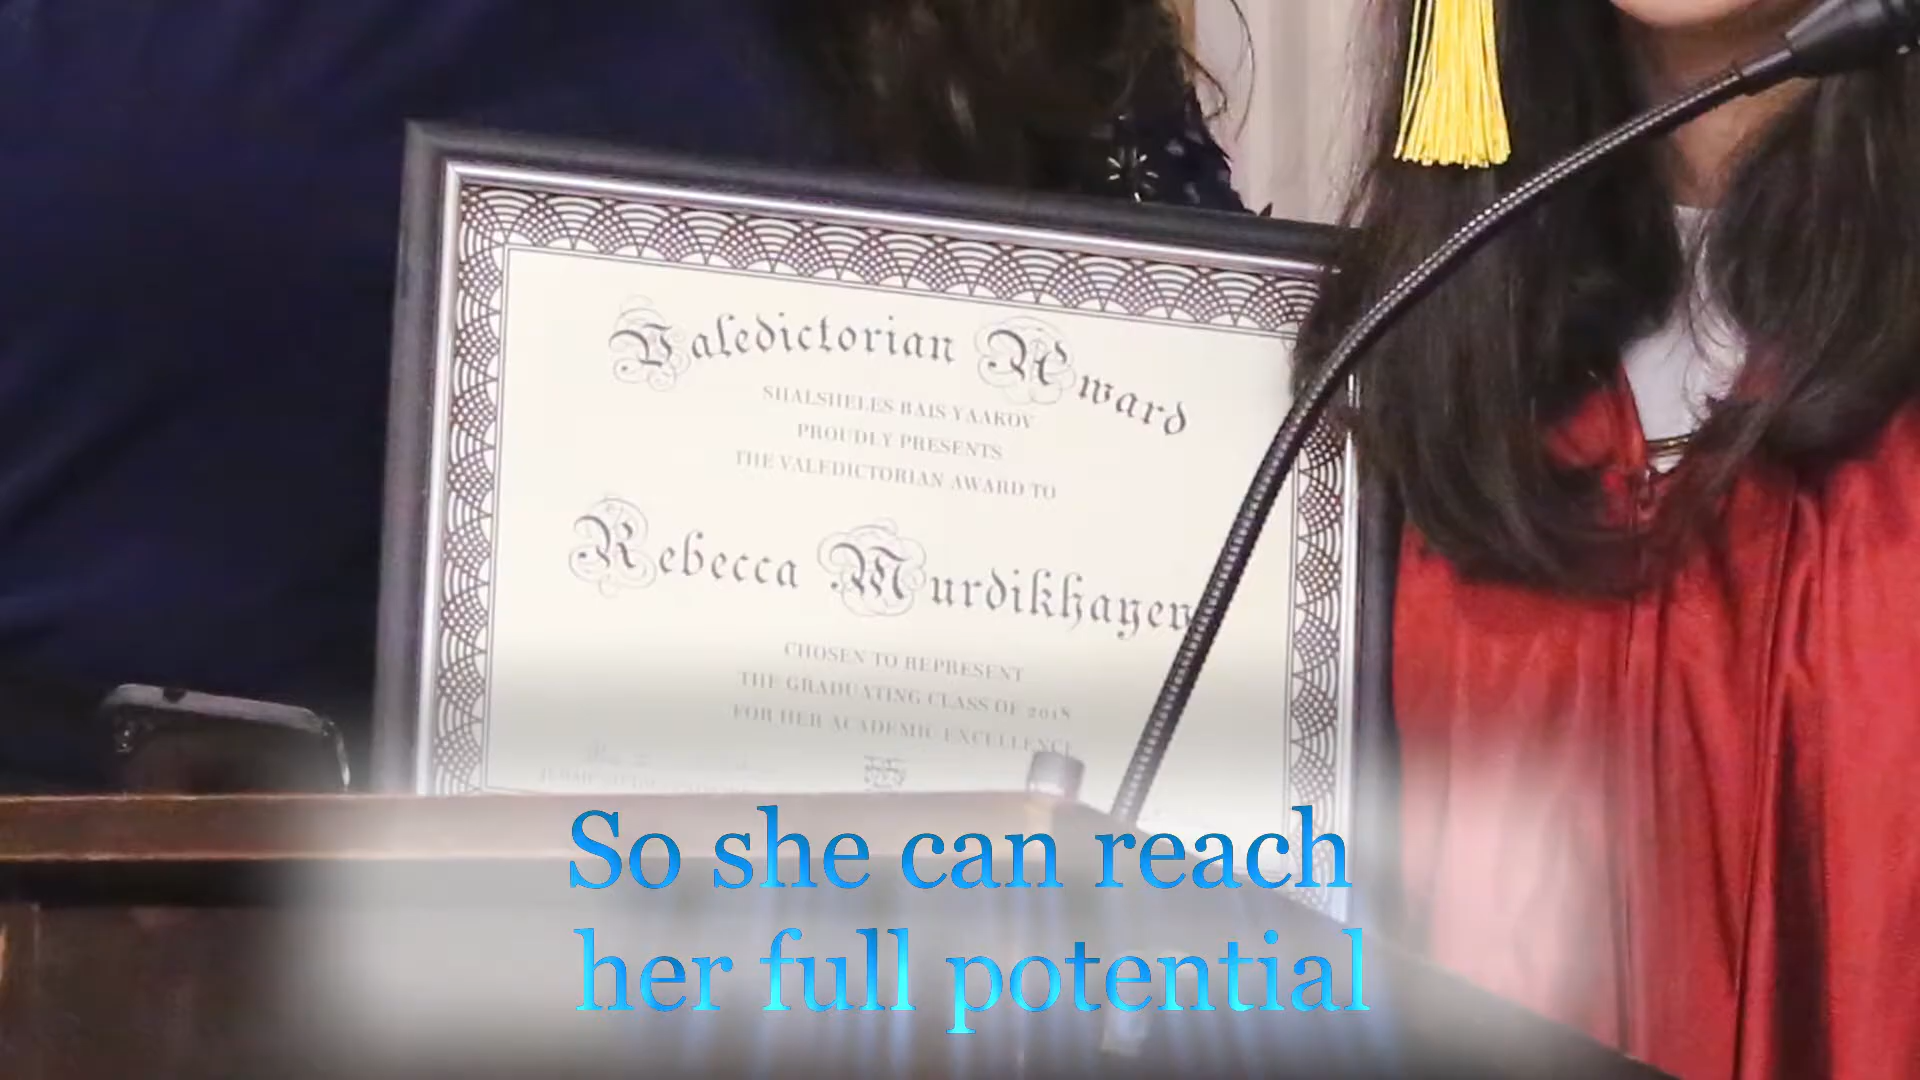 Valedictorian Award
SHALSHELES BAIS YAAKOV
PROUDLY PRESENTS
THE VALEDICTORIAN AWARD TO
Rebecca Murdikhayev
CHOSEN TO REPRESENT
THE GRADUATING CLASS OF 2018
FOR HER ACADEMIC EXCELLENCE
So she can reach
her full potential